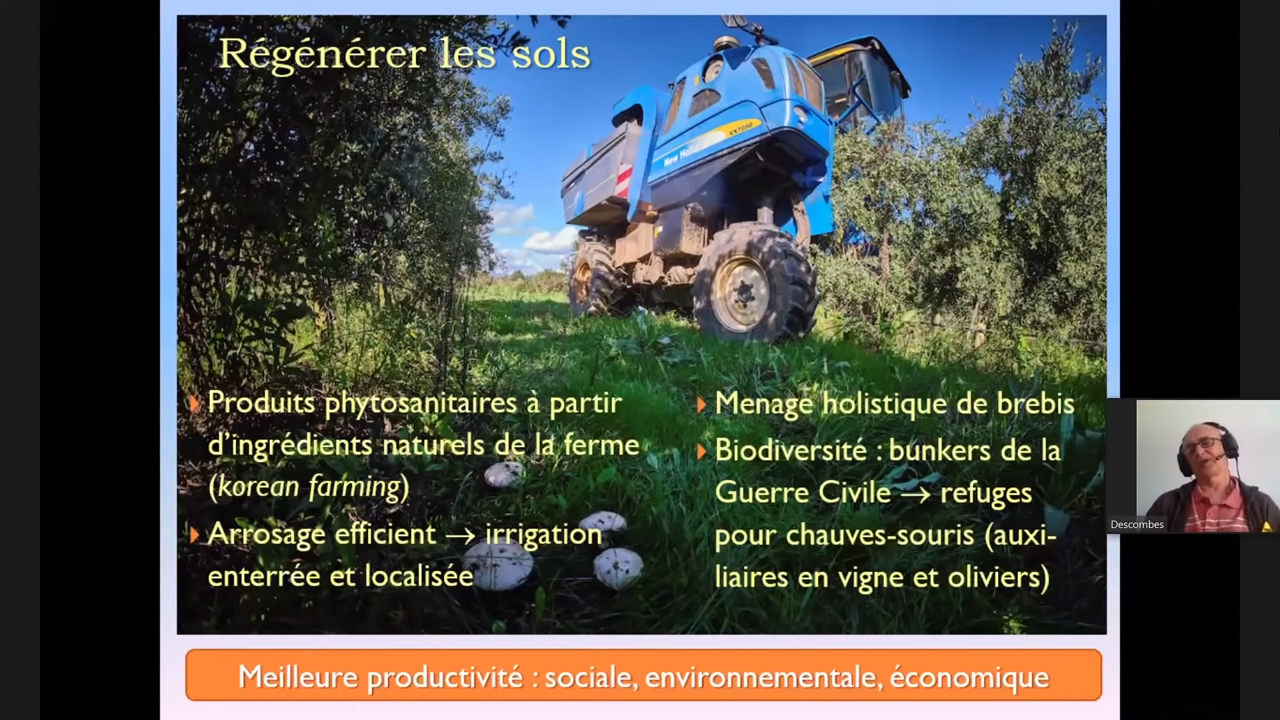 Régénérer les sols
New Holland
VX7090
Produits phytosanitaires à partir
d’ingrédients naturels de la ferme
(korean farming)
Arrosage efficient → irrigation
enterrée et localisée
Menage holistique de brebis
Biodiversité : bunkers de la
Guerre Civile → refuges
pour chauves-souris (auxi-
liaires en vigne et oliviers)
Descombes
Meilleure productivité : sociale, environnementale, économique